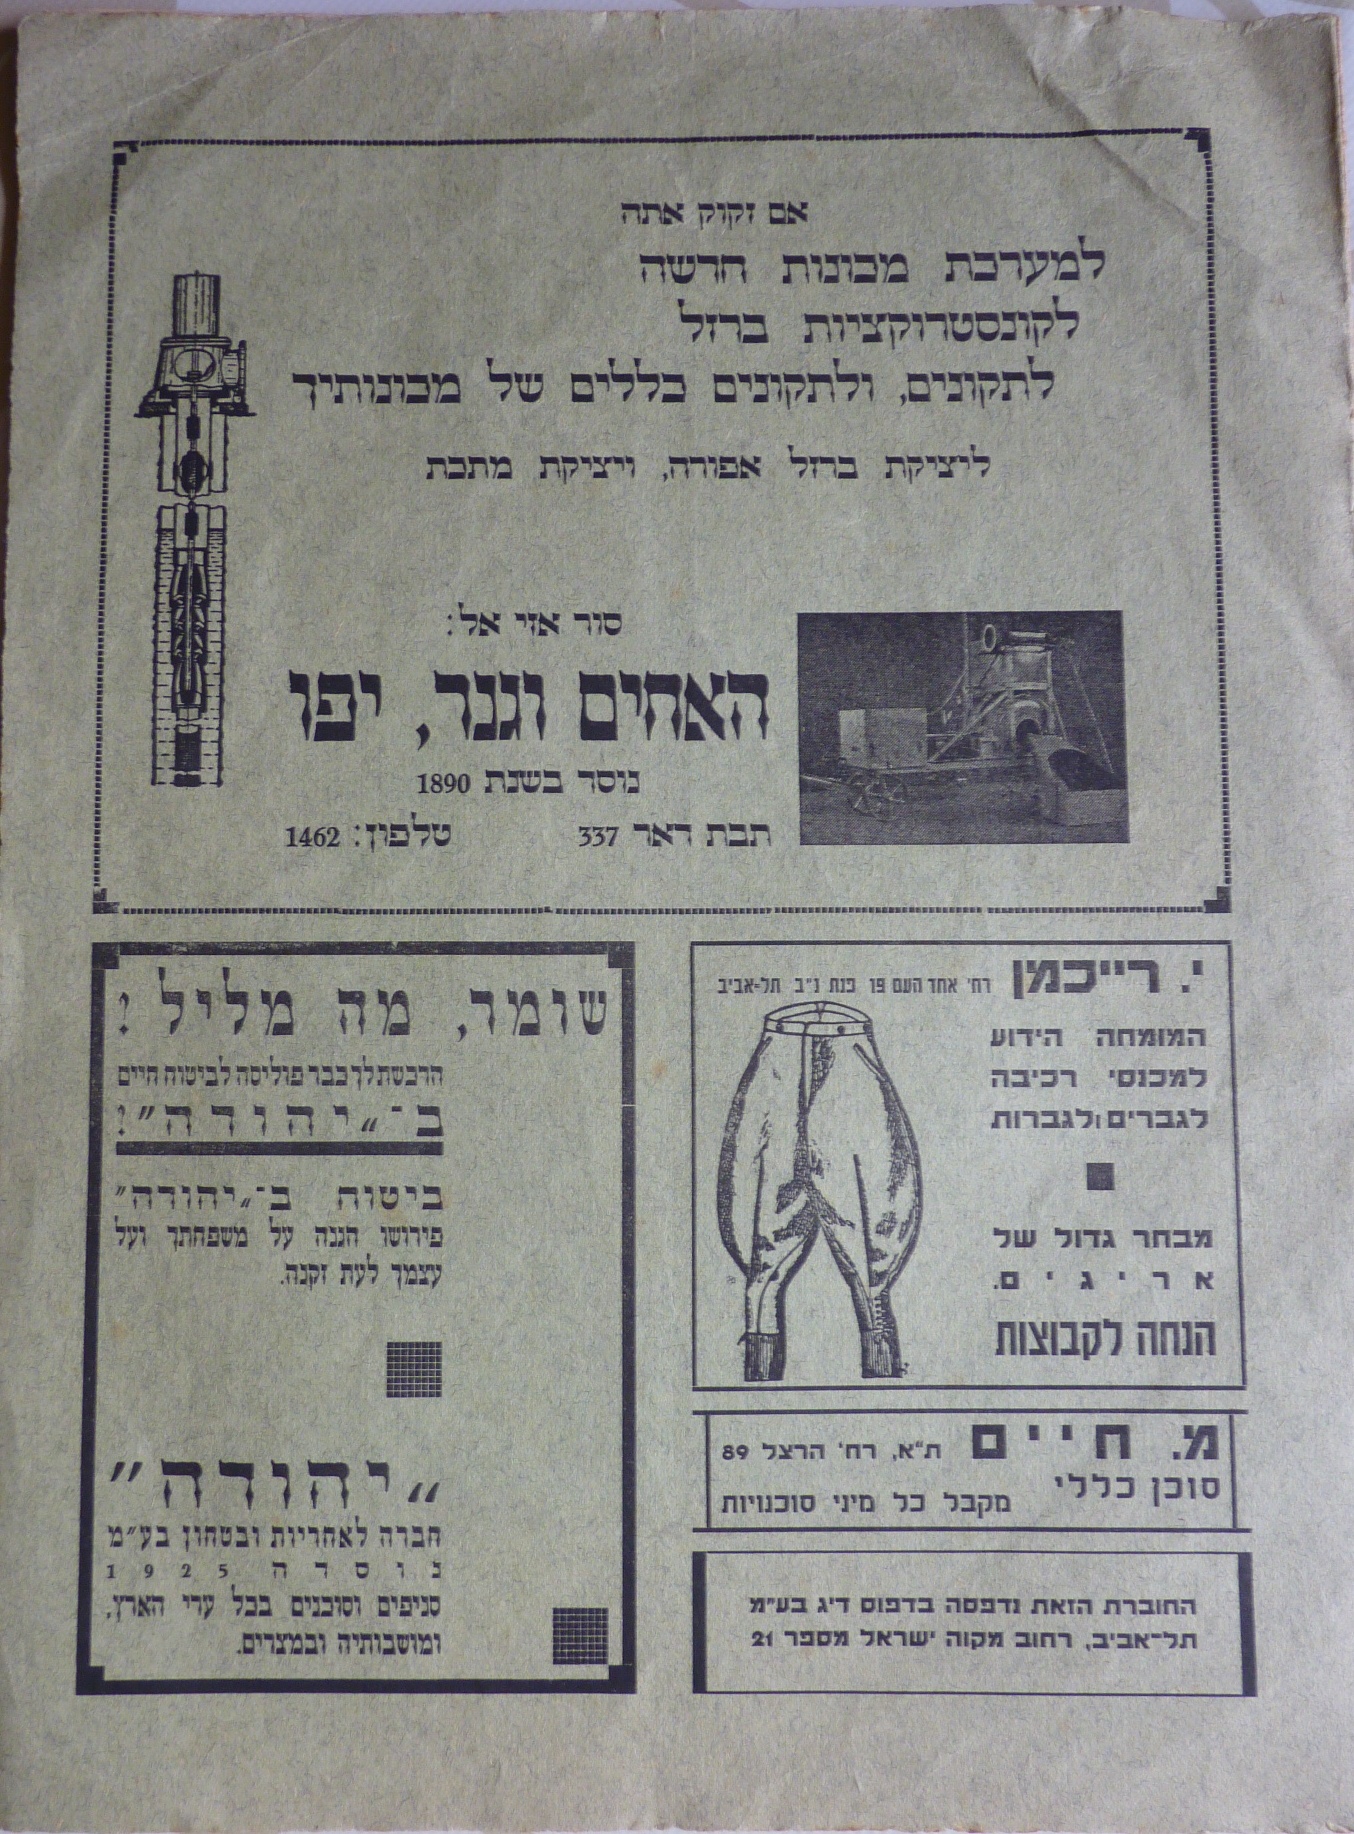 אם זקוק אתה
למערכת מכונות חדשה
לקונסטרוקציות ברזל
לתקונים, ולתקונים כללים של מכונותיך
ליציקת ברזל אפורה, ויציקת מתכת
סור אזי אל:
האחים וגנר, יפו
נוסד בשנת 1890
תבת דאר 337 טלפון: 1462
י. רייכמן רח׳ אחד העם 19 פנת נ״ב תל-אביב
המומחה הידוע
למכנסי רכיבה
לגברים ולגברות
מבחר גדול של
אריגים.
הנחה לקבוצות
מ. חיים ת״א, רח׳ הרצל 89
סוכן כללי
מקבל כל מיני סוכנויות
החוברת הזאת נדפסה בדפוס ד״ג בע״מ
תל-אביב, רחוב מקוה ישראל מספר 21
שומר, מה מליל?
הרכשת לך כבר פוליסה לביטוח חיים
ב-„יהודה״?
ביטוח ב-„יהודה״
פירושו הגנה על משפחתך ועל
עצמך לעת זקנה.
„יהודה״
חברה לאחריות ובטחון בע״מ
נוסדה 1925
סניפים וסוכנים בכל ערי הארץ,
ומושבותיה ובמצרים.